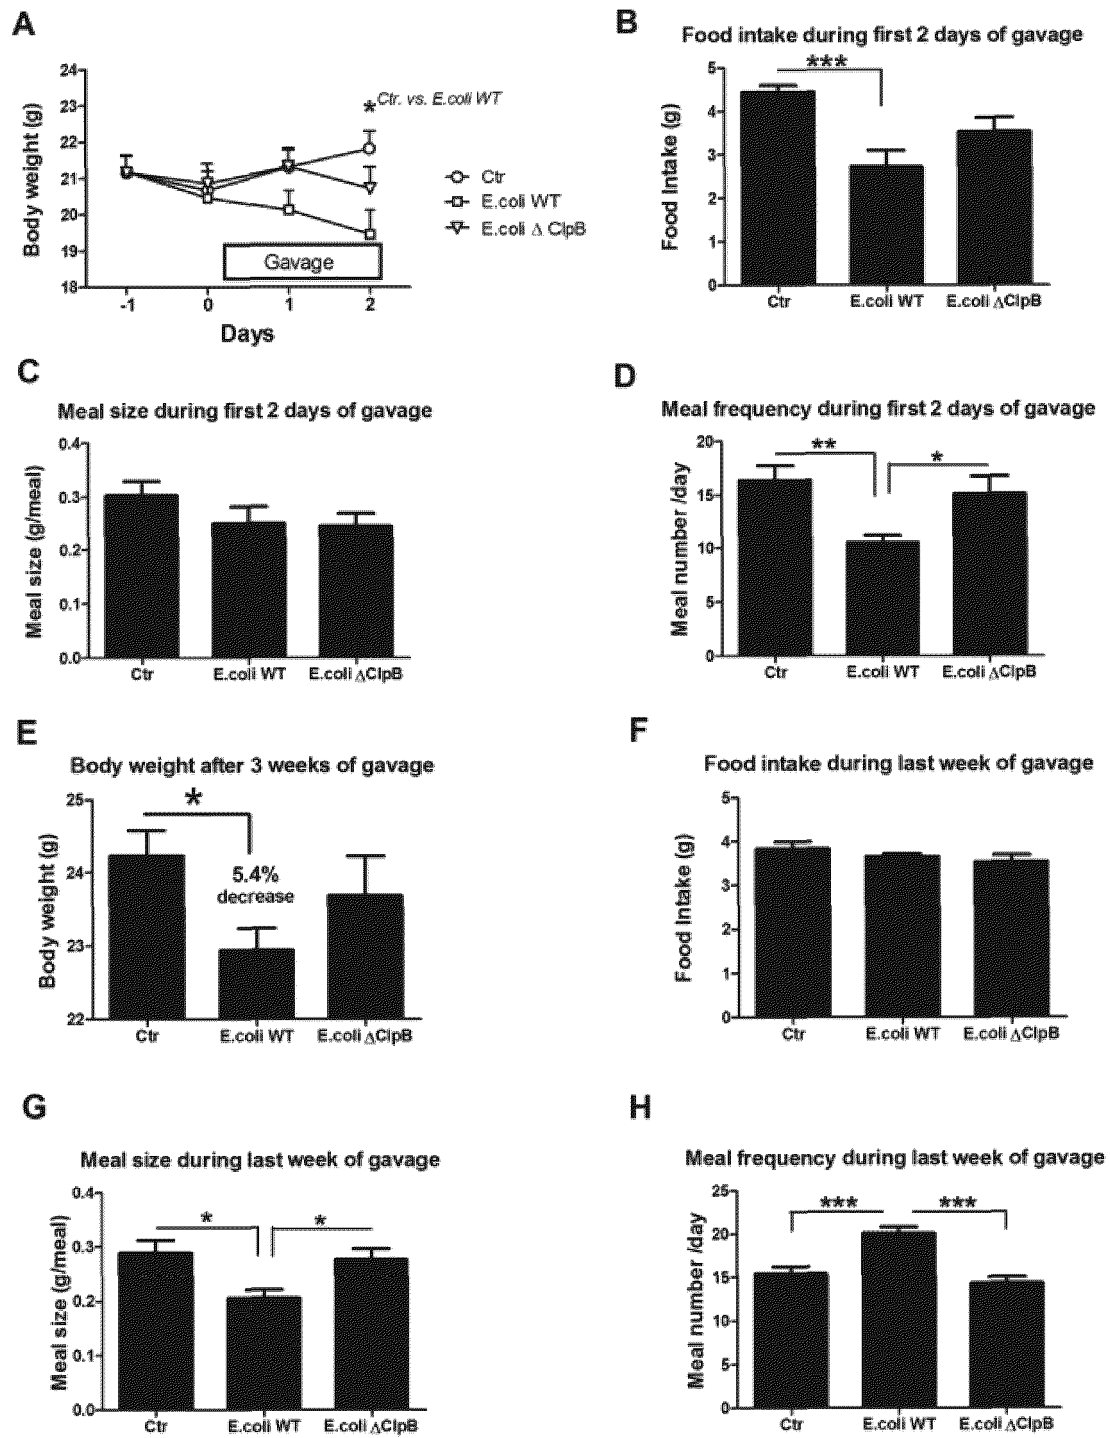 A
24
23
22
21
20
19
18
Body weight (g)
* Ctr. vs. E.coli WT
Ctr
E.coli WT
E.coli Δ ClpB
Gavage
-1 0 1 2
Days
B
Food intake during first 2 days of gavage
***
5
4
3
2
1
0
Food Intake (g)
Ctr E.coli WT E.coli ΔClpB
C
Meal size during first 2 days of gavage
0.4
0.3
0.2
0.1
0.0
Meal size (g/meal)
Ctr E.coli WT E.coli ΔClpB
D
Meal frequency during first 2 days of gavage
** *
20
15
10
5
0
Meal number /day
Ctr E.coli WT E.coli ΔClpB
E
Body weight after 3 weeks of gavage
*
25
24
23
22
Body weight (g)
5.4%
decrease
Ctr E.coli WT E.coli ΔClpB
F
Food intake during last week of gavage
5
4
3
2
1
0
Food Intake (g)
Ctr E.coli WT E.coli ΔClpB
G
Meal size during last week of gavage
* *
0.4
0.3
0.2
0.1
0.0
Meal size (g/meal)
Ctr E.coli WT E.coli ΔClpB
H
Meal frequency during last week of gavage
*** ***
25
20
15
10
5
0
Meal number /day
Ctr E.coli WT E.coli ΔClpB